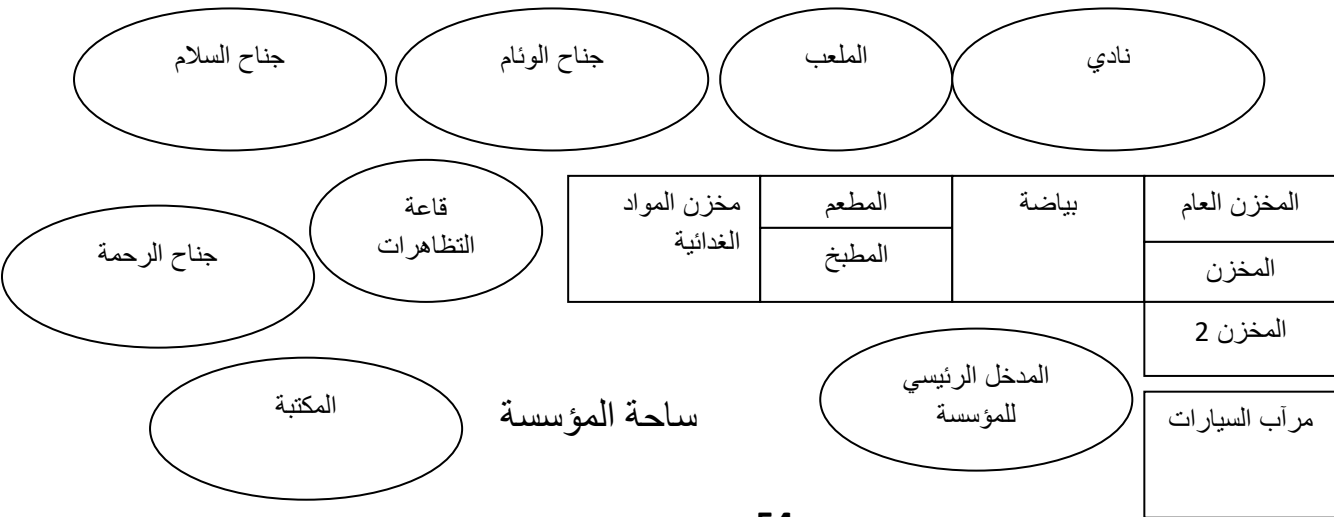 نادي
الملعب
جناح الوئام
جناح السلام
المخزن العام
بياضة
المطعم
مخزن المواد
الغدائية
قاعة
التظاهرات
المطبخ
جناح الرحمة
المخزن
المخزن 2
المدخل الرئيسي
للمؤسسة
مرآب السيارات
ساحة المؤسسة
المكتبة